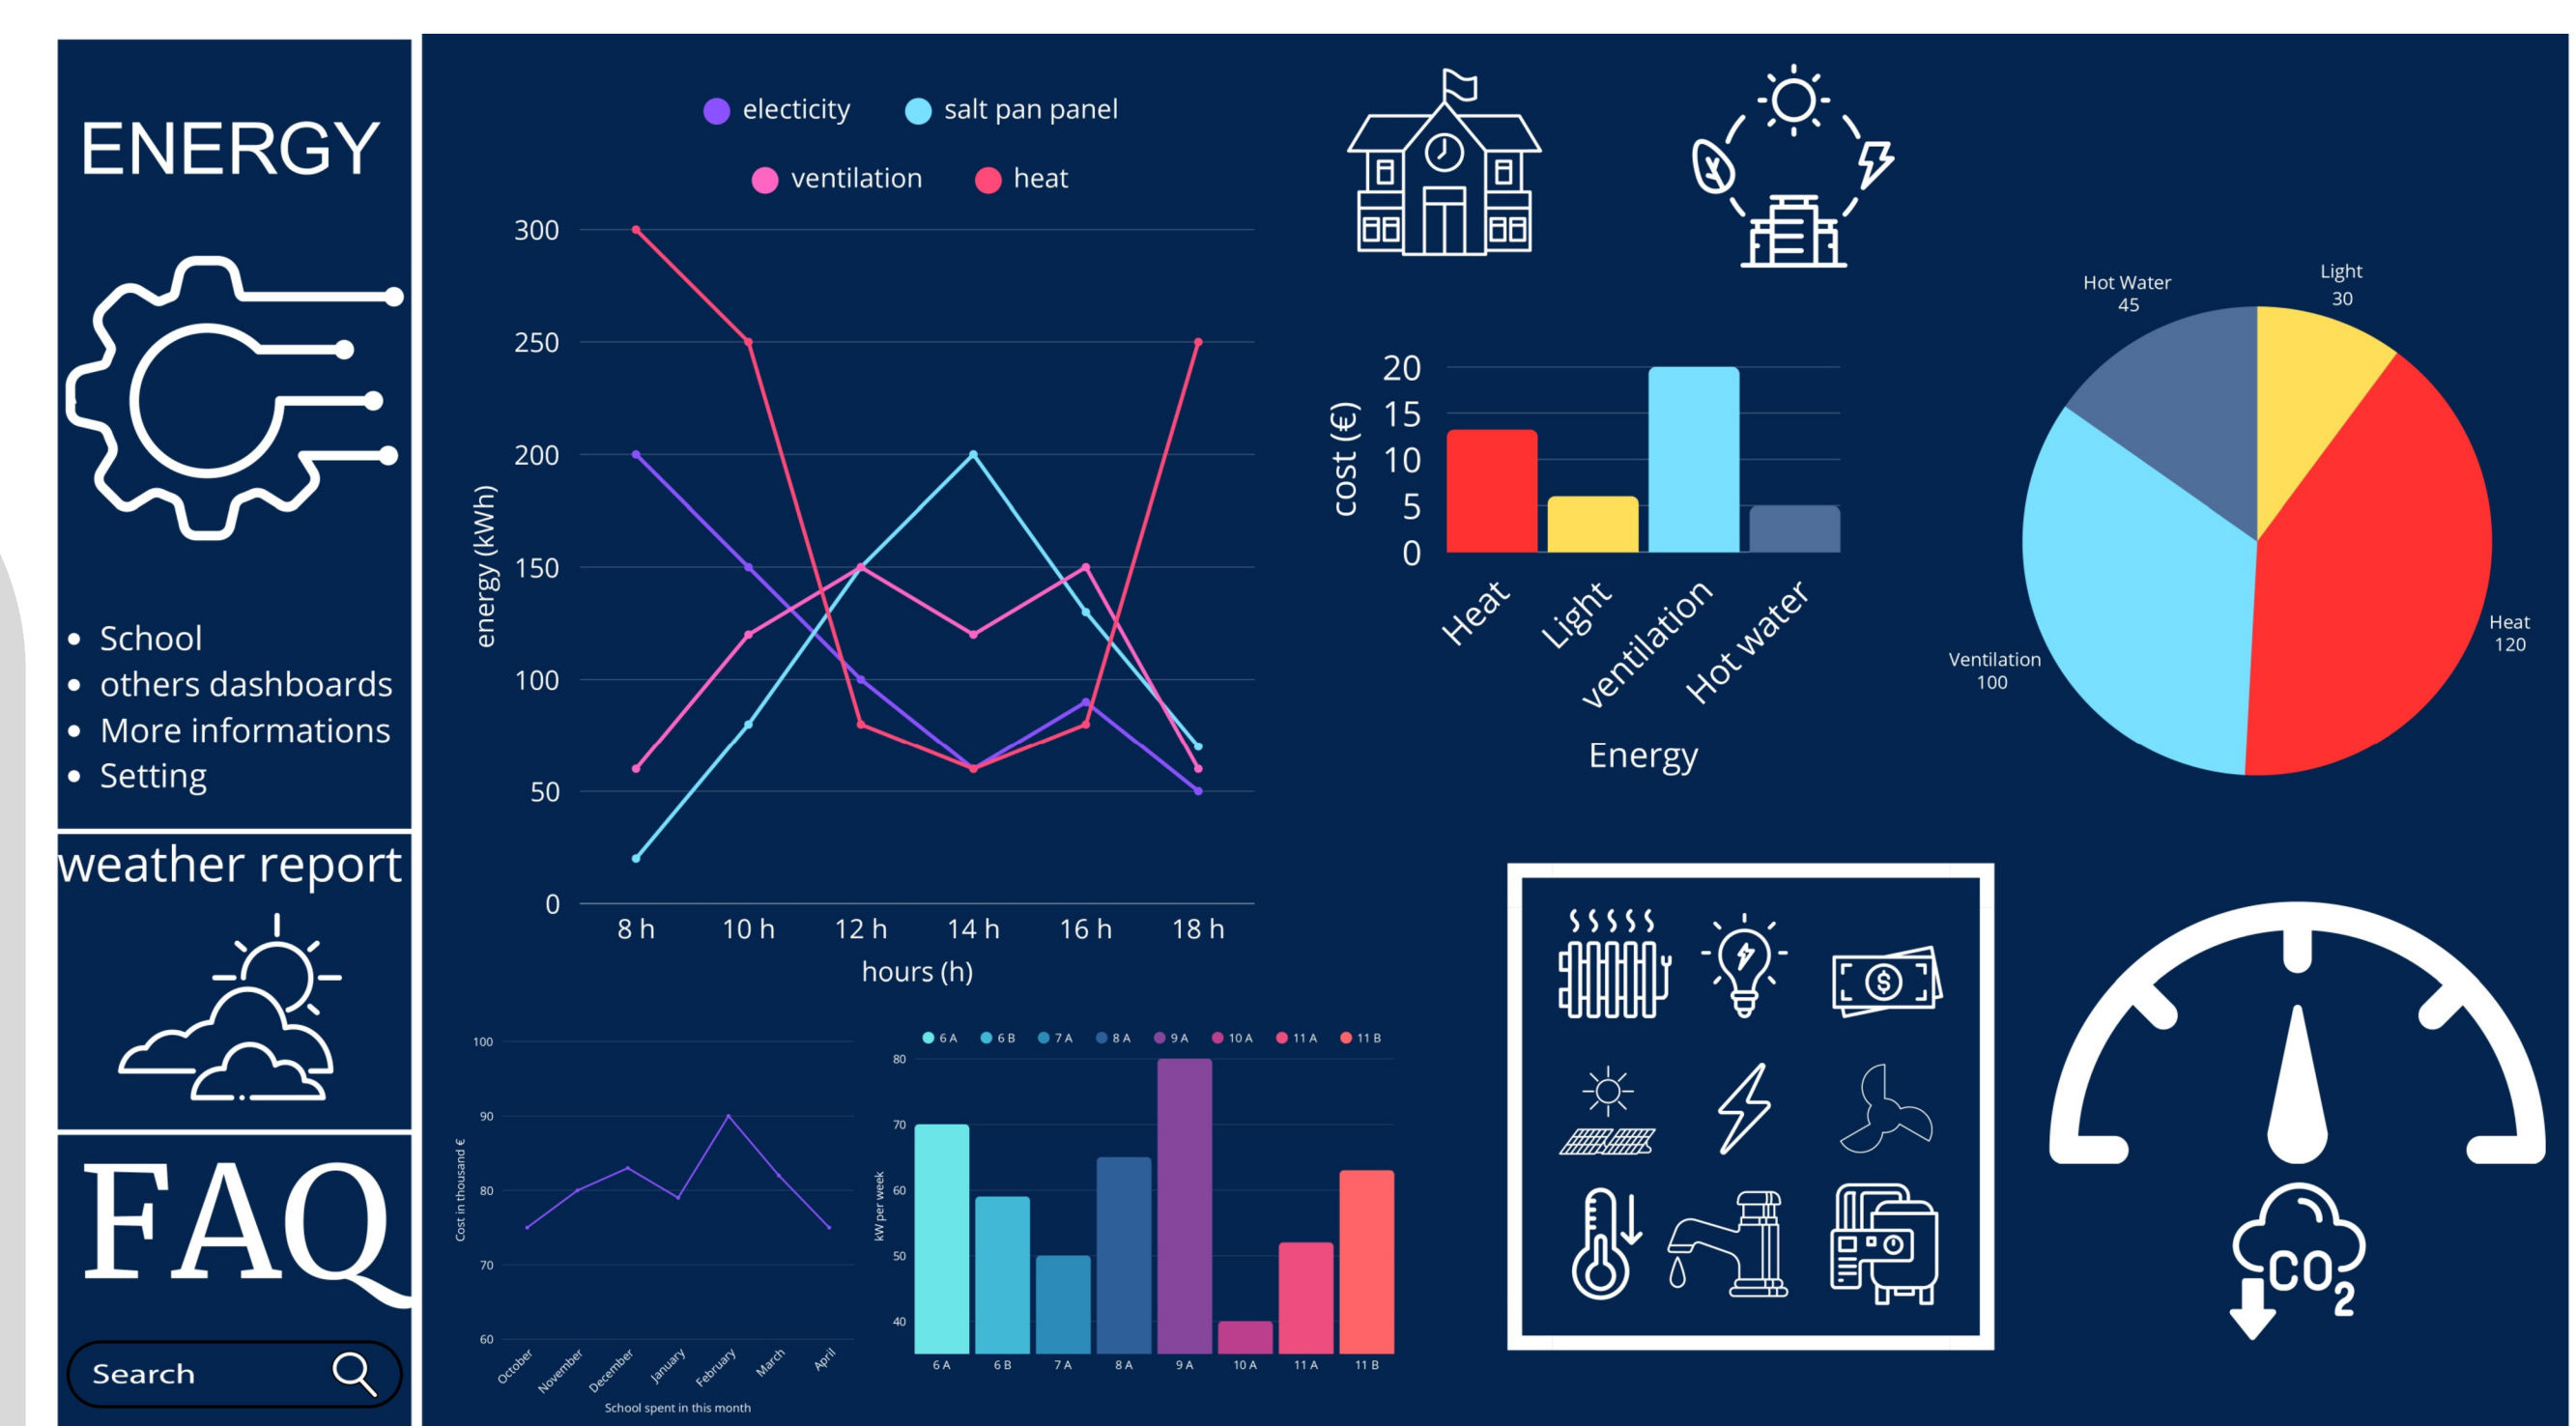 ENERGY
School
others dashboards
More informations
Setting
weather report
FAQ
Search
electicity
salt pan panel
ventilation
heat
energy (kWh)
300
250
200
150
100
50
0
8 h
10 h
12 h
14 h
16 h
18 h
hours (h)
cost (€)
20
15
10
5
0
Heat
Light
ventilation
Hot water
Energy
Hot Water
45
Light
30
Heat
120
Ventilation
100
Cost in thousand €
100
90
80
70
60
October
November
December
January
February
March
April
School spent in this month
6 A
6 B
7 A
8 A
9 A
10 A
11 A
11 B
kW per week
80
70
60
50
40
6 A
6 B
7 A
8 A
9 A
10 A
11 A
11 B
$
CO2